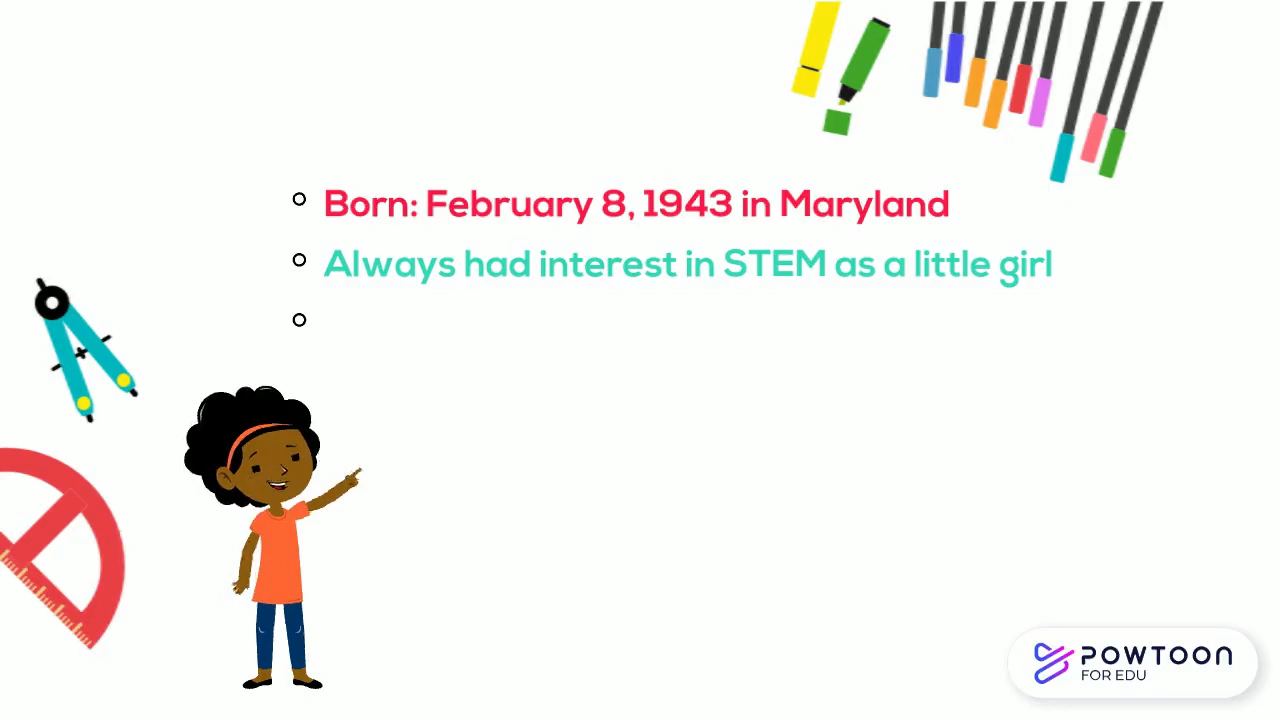 Born: February 8, 1943 in Maryland
Always had interest in STEM as a little girl
POWTOON
FOR EDU